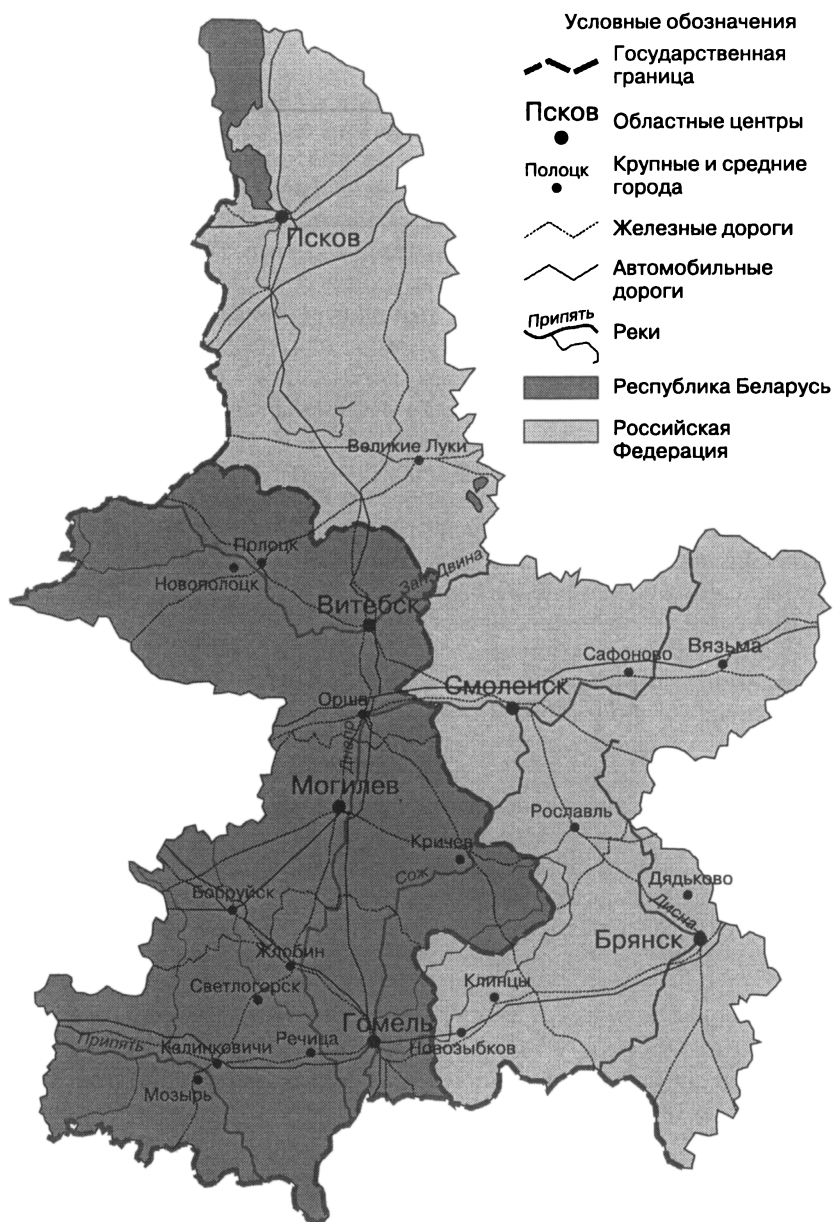 Условные обозначения
Государственная
граница
Псков
Областные центры
Полоцк
Крупные и средние
города
Железные дороги
Автомобильные
дороги
Припять
Реки
Республика Беларусь
Российская
Федерация
Псков
Великие Луки
Полоцк
Новополоцк
Зап. Двина
Витебск
Сафоново
Вязьма
Смоленск
Орша
Днепр
Могилев
Рославль
Кричев
Сож
Дядьково
Бобруйск
Дисна
Брянск
Жлобин
Светлогорск
Клинцы
Гомель
Речица
Новозыбков
Припять
Калинковичи
Мозырь